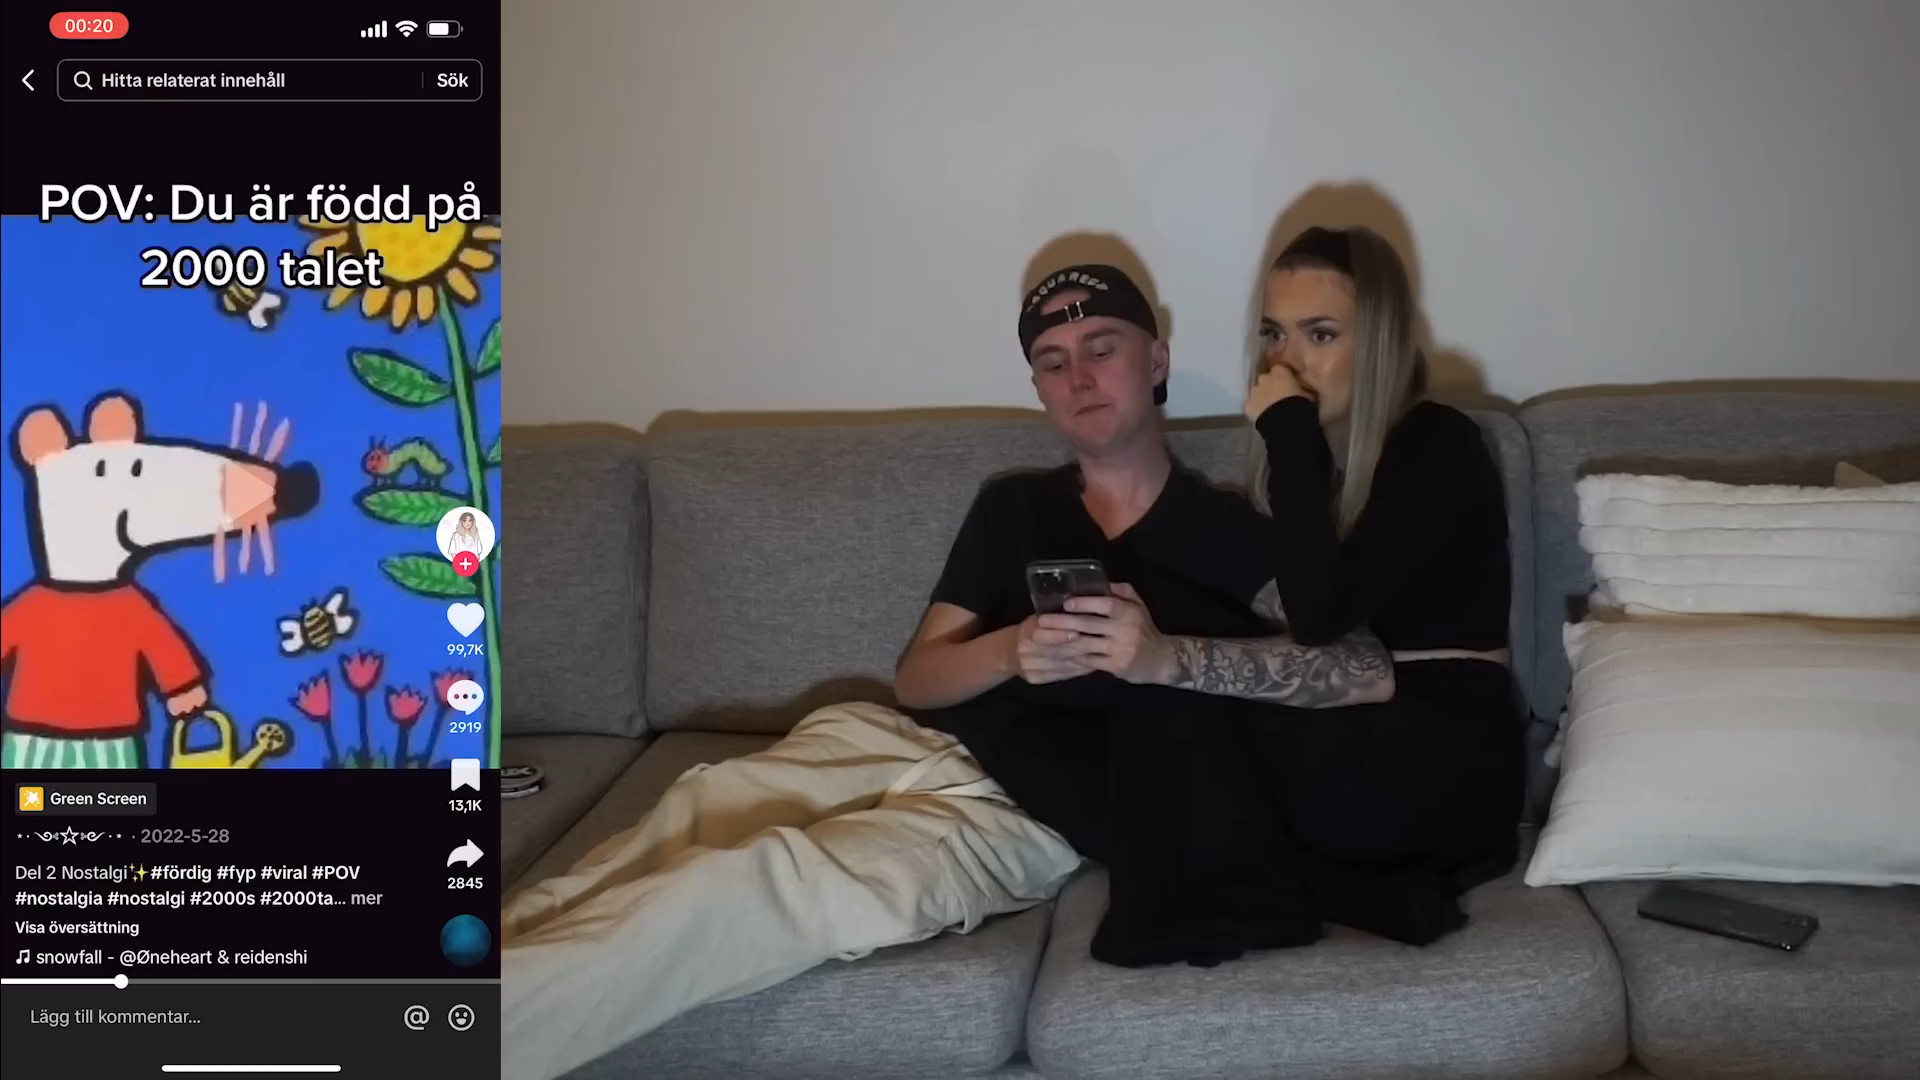 00:20
Hitta relaterat innehåll
Sök
POV: Du är född på
2000 talet
99,7K
2919
13,1K
2845
Green Screen
· 2022-5-28
Del 2 Nostalgi✨#fördig #fyp #viral #POV
#nostalgia #nostalgi #2000s #2000ta... mer
Visa översättning
snowfall - @Øneheart & reidenshi
Lägg till kommentar...